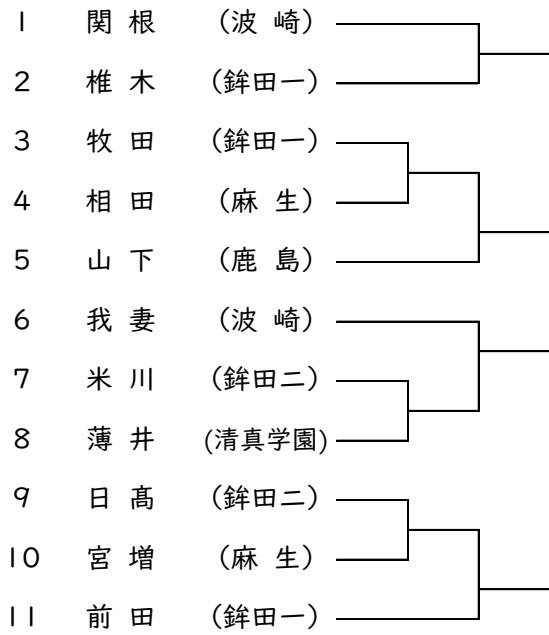 1 関根 (波崎)
2 椎木 (鉾田一)
3 牧田 (鉾田一)
4 相田 (麻生)
5 山下 (鹿島)
6 我妻 (波崎)
7 米川 (鉾田二)
8 薄井 (清真学園)
9 日髙 (鉾田二)
10 宮増 (麻生)
11 前田 (鉾田一)